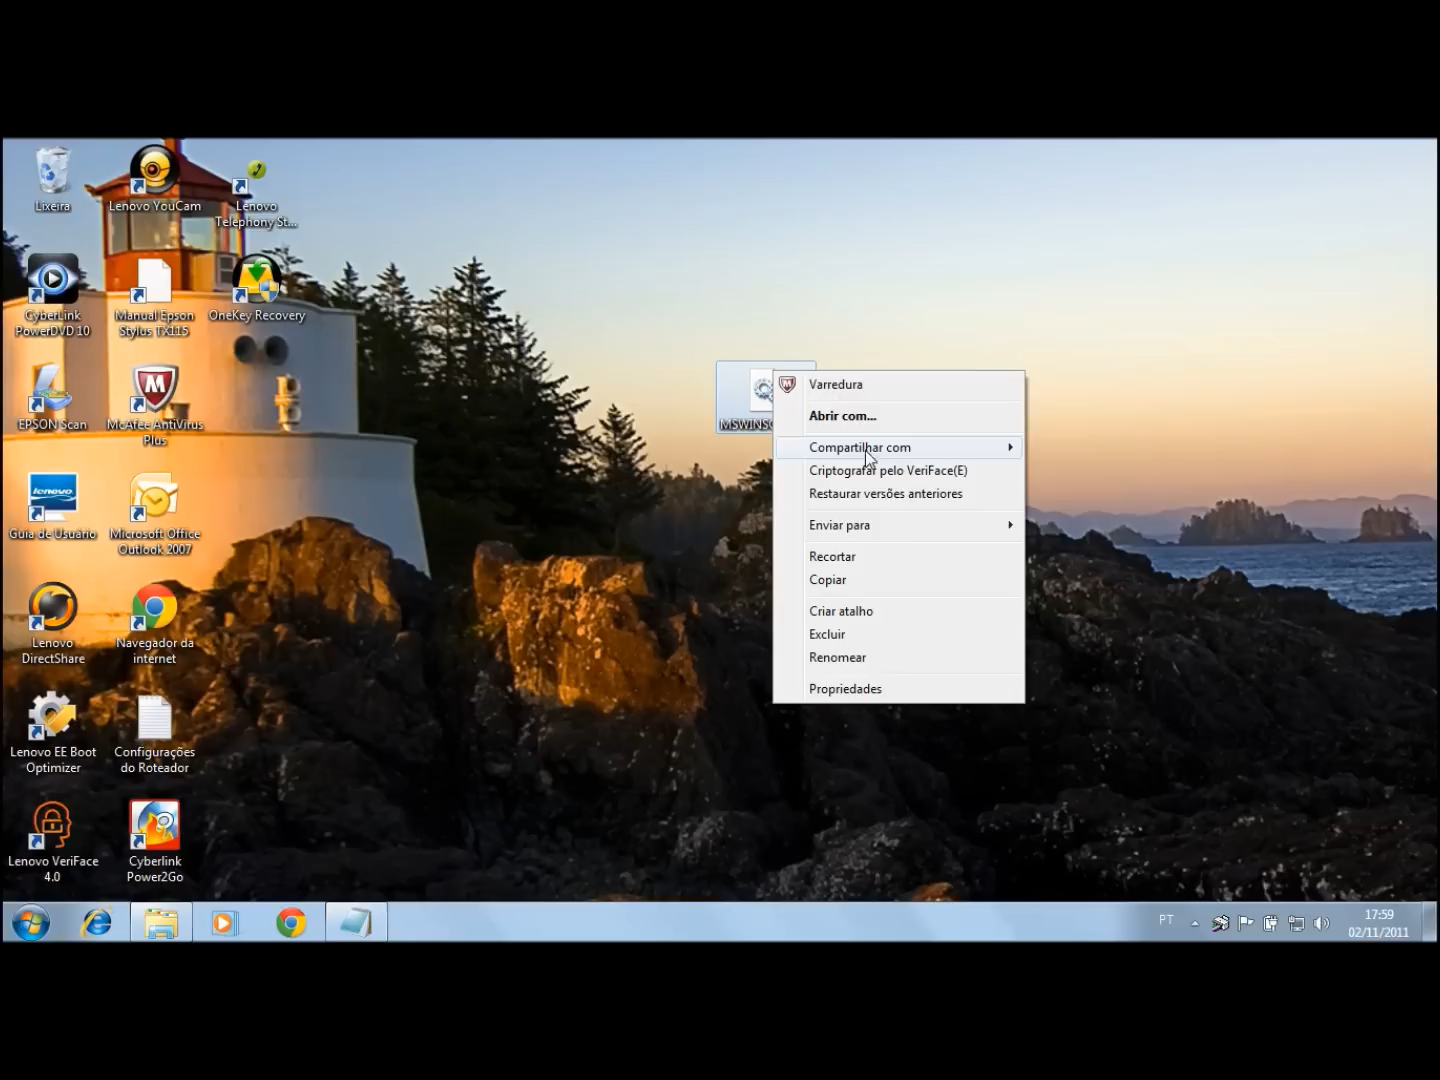 Lixeira
Lenovo YouCam
Lenovo
Telephony St...
CyberLink
PowerDVD 10
Manual Epson
Stylus TX115
OneKey Recovery
EPSON Scan
McAfee AntiVirus
Plus
lenovo
Guia de Usuário
Microsoft Office
Outlook 2007
Lenovo
DirectShare
Navegador da
internet
Lenovo EE Boot
Optimizer
Configurações
do Roteador
Lenovo VeriFace
4.0
Cyberlink
Power2Go
Varredura
Abrir com...
Compartilhar com
Criptografar pelo VeriFace(E)
Restaurar versões anteriores
Enviar para
Recortar
Copiar
Criar atalho
Excluir
Renomear
Propriedades
PT
17:59
02/11/2011